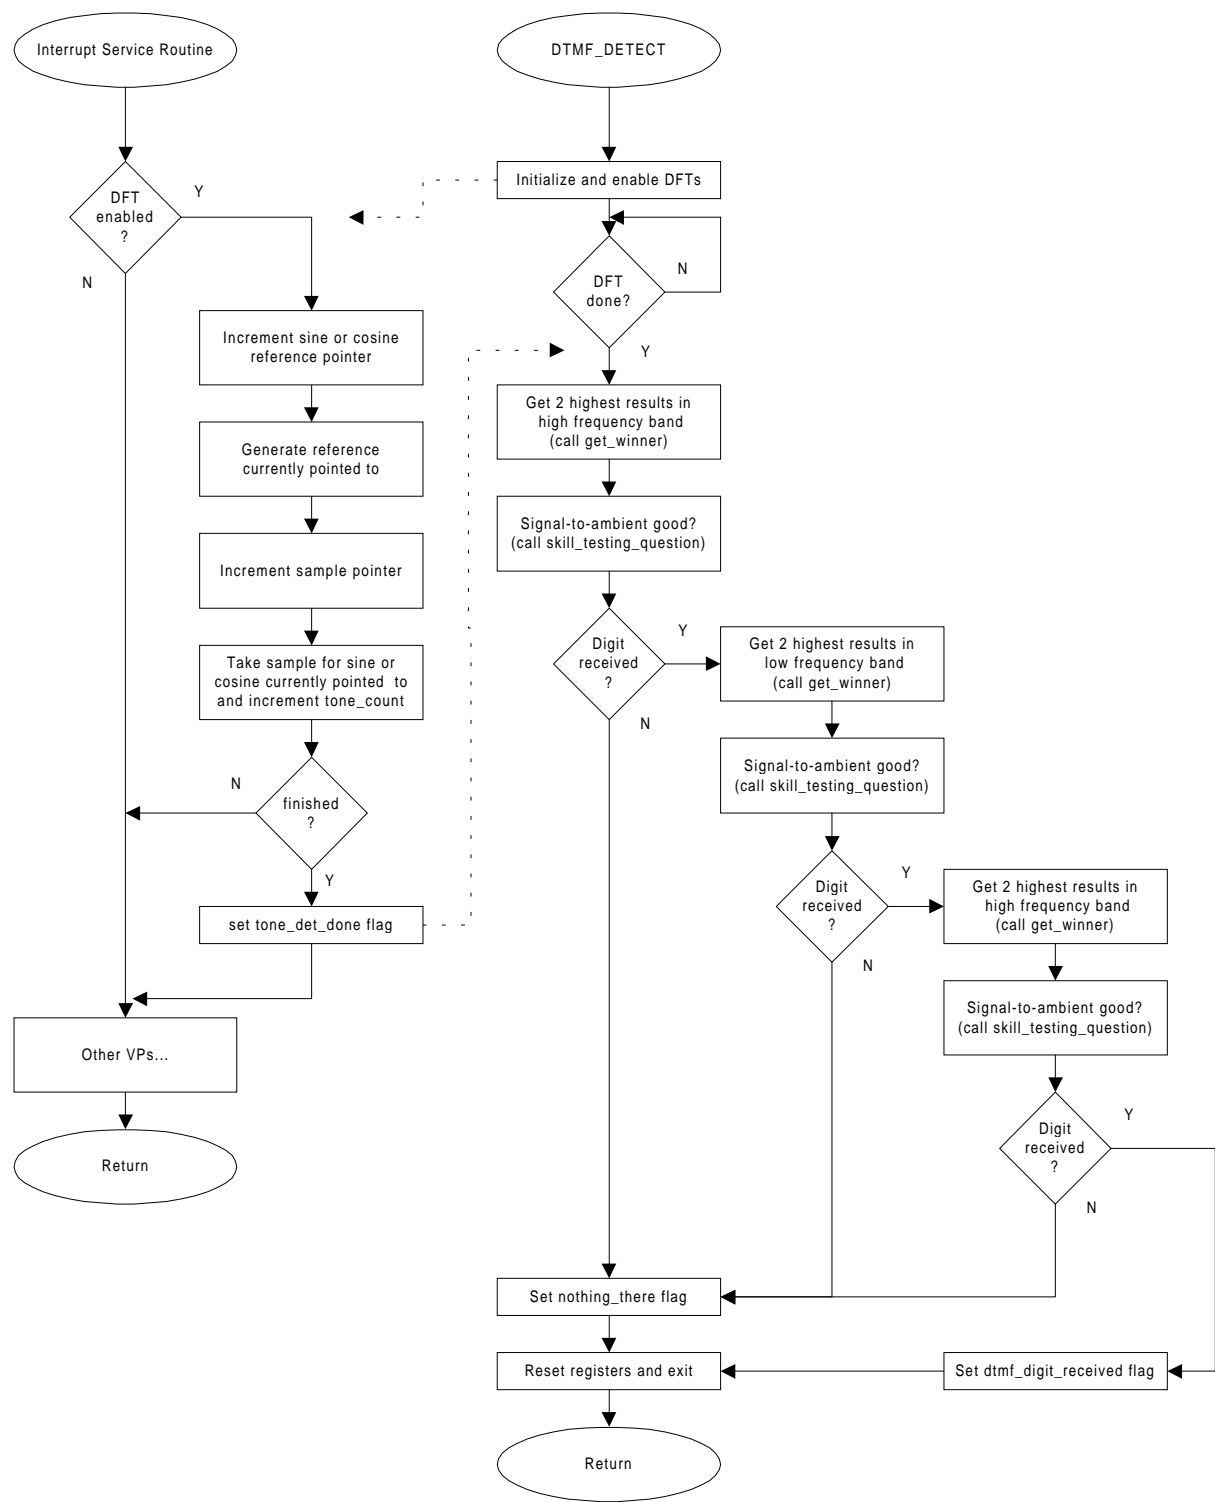 Interrupt Service Routine
DFT
enabled
?
Y
N
Increment sine or cosine
reference pointer
Generate reference
currently pointed to
Increment sample pointer
Take sample for sine or
cosine currently pointed to
and increment tone_count
finished
?
N
Y
set tone_det_done flag
Other VPs...
Return
DTMF_DETECT
Initialize and enable DFTs
DFT
done?
N
Y
Get 2 highest results in
high frequency band
(call get_winner)
Signal-to-ambient good?
(call skill_testing_question)
Digit
received
?
Y
N
Get 2 highest results in
low frequency band
(call get_winner)
Signal-to-ambient good?
(call skill_testing_question)
Digit
received
?
Y
N
Get 2 highest results in
high frequency band
(call get_winner)
Signal-to-ambient good?
(call skill_testing_question)
Digit
received
?
Y
N
Set nothing_there flag
Reset registers and exit
Set dtmf_digit_received flag
Return